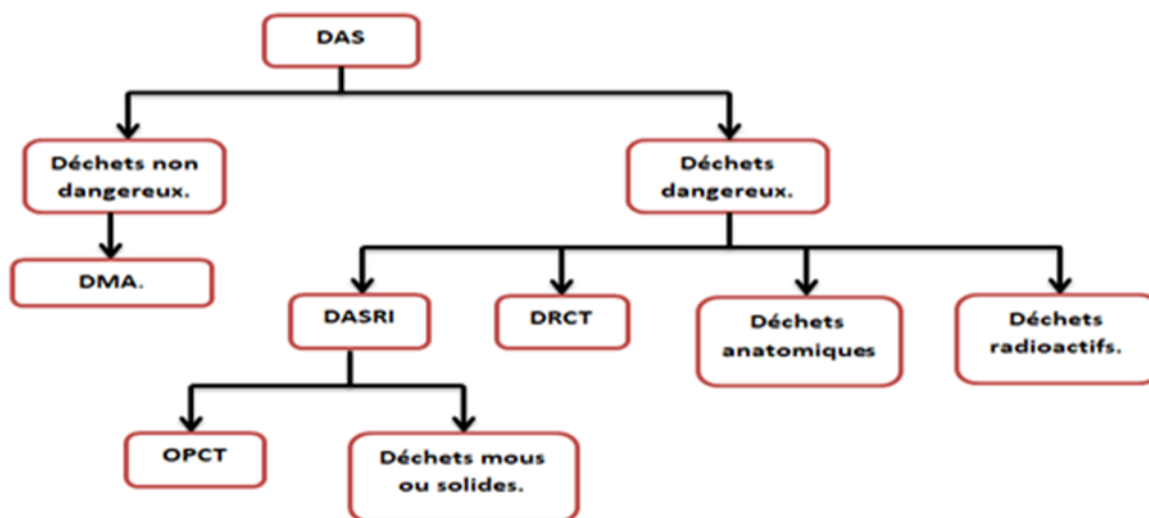 DAS
Déchets non
dangereux.
Déchets
dangereux.
DMA.
DASRI
DRCT
Déchets
anatomiques
Déchets
radioactifs.
OPCT
Déchets mous
ou solides.